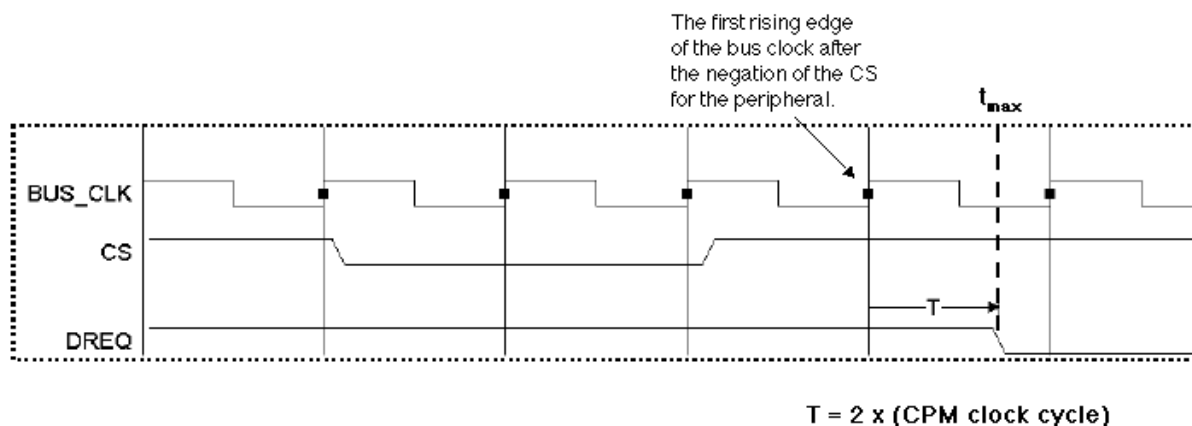 The first rising edge
of the bus clock after
the negation of the CS
for the peripheral.
tmax
BUS_CLK
CS
T
DREQ
T = 2 x (CPM clock cycle)